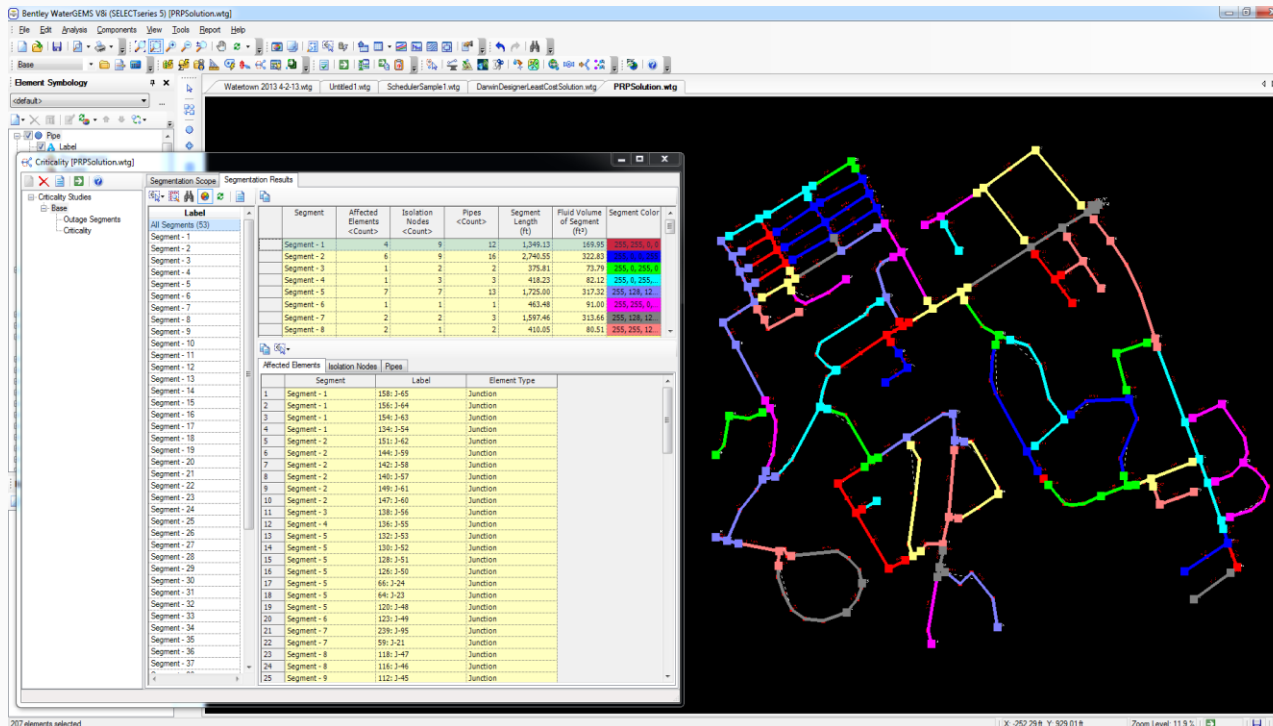 Bentley WaterGEMS V8i (SELECTseries 5) [PRPSolution.wtg]
File Edit Analysis Components View Tools Report Help
Base
Element Symbology
Watertown 2013 4-2-13.wtg Untitled1.wtg SchedulerSample1.wtg DarwinDesignerLeastCostSolution.wtg PRPSolution.wtg
<default>
Pipe
Label
Criticality [PRPSolution.wtg]
Segmentation Scope Segmentation Results
Criticality Studies
Base
Outage Segments
Criticality
Label
All Segments (53)
Segment - 1
Segment - 2
Segment - 3
Segment - 4
Segment - 5
Segment - 6
Segment - 7
Segment - 8
Segment - 9
Segment - 10
Segment - 11
Segment - 12
Segment - 13
Segment - 14
Segment - 15
Segment - 16
Segment - 17
Segment - 18
Segment - 19
Segment - 20
Segment - 21
Segment - 22
Segment - 23
Segment - 24
Segment - 25
Segment - 26
Segment - 27
Segment - 28
Segment - 29
Segment - 30
Segment - 31
Segment - 32
Segment - 33
Segment - 34
Segment - 35
Segment - 36
Segment - 37
Segment Affected Elements <Count> Isolation Nodes <Count> Pipes <Count> Segment Length (ft) Fluid Volume of Segment (ft³) Segment Color
Segment - 1 4 9 12 1,349.13 169.95 255, 255, 0, 0
Segment - 2 6 9 16 2,740.55 322.83
Segment - 3 1 2 2 375.81 73.79 255, 0, 255, 0
Segment - 4 1 3 3 418.23 82.12 255, 0, 255,...
Segment - 5 7 7 13 1,725.00 317.32 255, 128, 12...
Segment - 6 1 1 1 463.48 91.00 255, 255, 0,...
Segment - 7 2 2 3 1,597.46 313.66 255, 128, 12...
Segment - 8 2 1 2 410.05 80.51 255, 255, 12...
Affected Elements Isolation Nodes Pipes
Segment Label Element Type
1 Segment - 1 158: J-65 Junction
2 Segment - 1 156: J-64 Junction
3 Segment - 1 154: J-63 Junction
4 Segment - 1 134: J-54 Junction
5 Segment - 2 151: J-62 Junction
6 Segment - 2 144: J-59 Junction
7 Segment - 2 142: J-58 Junction
8 Segment - 2 140: J-57 Junction
9 Segment - 2 149: J-61 Junction
10 Segment - 2 147: J-60 Junction
11 Segment - 3 138: J-56 Junction
12 Segment - 4 136: J-55 Junction
13 Segment - 5 132: J-53 Junction
14 Segment - 5 130: J-52 Junction
15 Segment - 5 128: J-51 Junction
16 Segment - 5 126: J-50 Junction
17 Segment - 5 66: J-24 Junction
18 Segment - 5 64: J-23 Junction
19 Segment - 5 120: J-48 Junction
20 Segment - 6 123: J-49 Junction
21 Segment - 7 239: J-95 Junction
22 Segment - 7 59: J-21 Junction
23 Segment - 8 118: J-47 Junction
24 Segment - 8 116: J-46 Junction
25 Segment - 9 112: J-45 Junction
207 elements selected
X: -252.29 ft, Y: 929.01 ft Zoom Level: 11.9 %